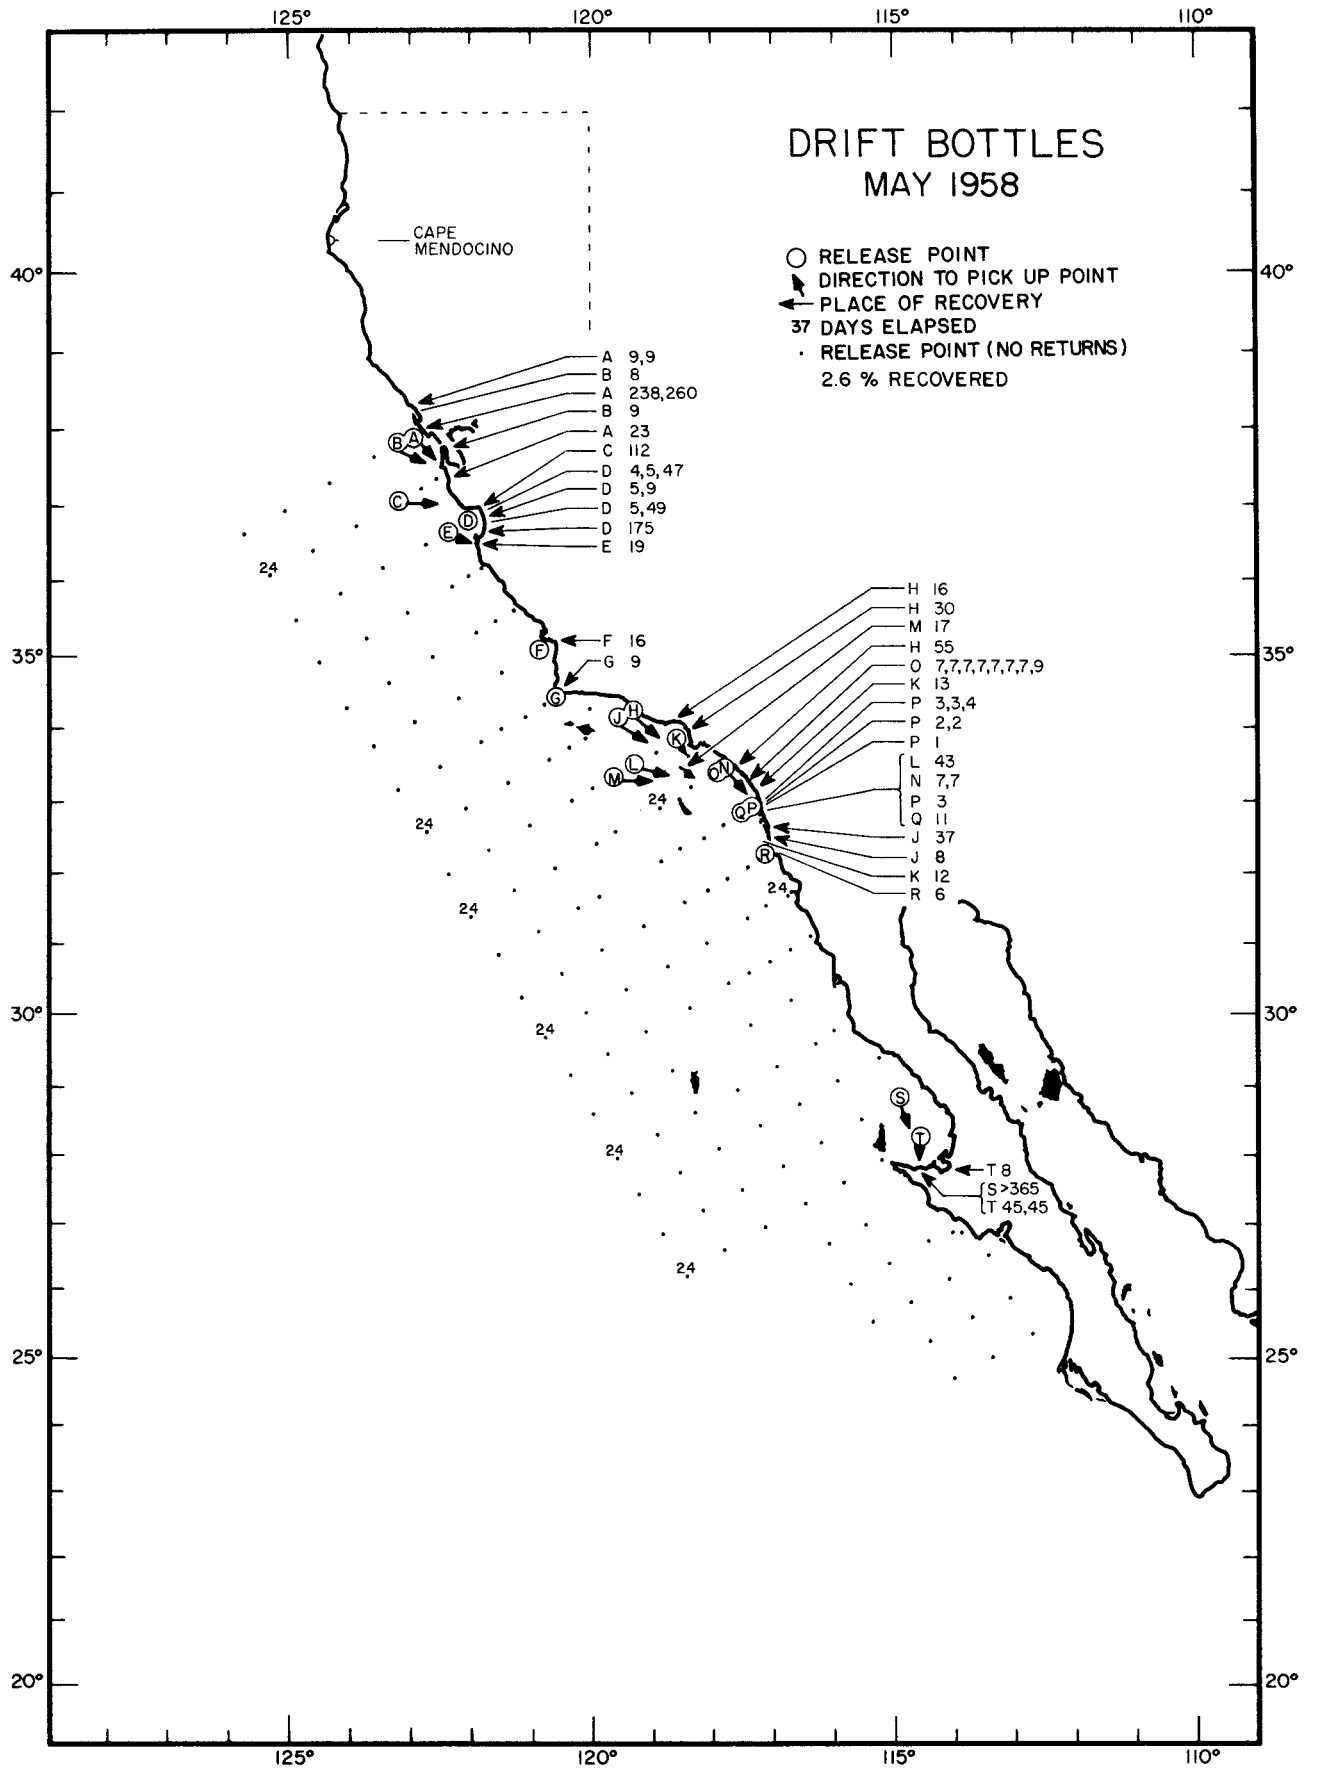 125° 120° 115° 110°
DRIFT BOTTLES
MAY 1958
CAPE
MENDOCINO
RELEASE POINT
DIRECTION TO PICK UP POINT
PLACE OF RECOVERY
37 DAYS ELAPSED
RELEASE POINT (NO RETURNS)
2.6 % RECOVERED
40° 40°
A 9,9
B 8
A 238,260
B 9
A 23
C 112
D 4,5,47
D 5,9
D 5,49
D 175
E 19
B A
C
D
E
24
H 16
H 30
M 17
H 55
O 7,7,7,7,7,7,7,9
K 13
P 3,3,4
P 2,2
P 1
L 43
N 7,7
P 3
Q 11
J 37
J 8
K 12
R 6
F 16
G 9
35° 35°
F
G
J H
K
L
M
O N
24
Q P
24
R
24
24
30° 30°
24
S
T
24
T 8
S >365
T 45,45
24
25° 25°
20° 20°
125° 120° 115° 110°